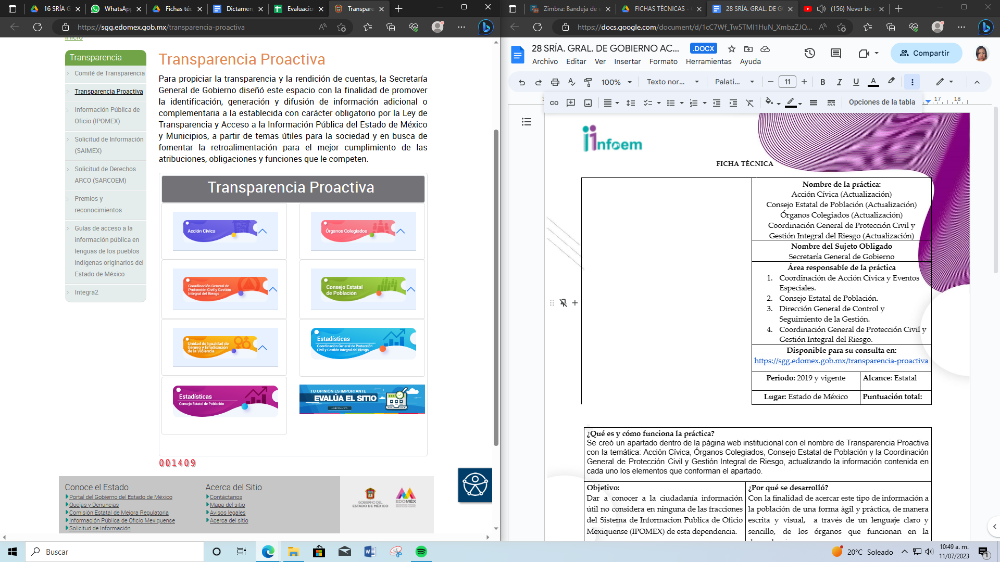 16 SRÍA G
WhatsApp
Fichas téc
Dictamen
Evaluacio
Transpare
https://sgg.edomex.gob.mx/transparencia-proactiva
Inicio
Transparencia
Comité de Transparencia
Transparencia Proactiva
Información Pública de
Oficio (IPOMEX)
Solicitud de Información
(SAIMEX)
Solicitud de Derechos
ARCO (SARCOEM)
Premios y
reconocimientos
Guías de acceso a la
información pública en
lenguas de los pueblos
indígenas originarios del
Estado de México
Integra2
Transparencia Proactiva
Para propiciar la transparencia y la rendición de cuentas, la Secretaría
General de Gobierno diseñó este espacio con la finalidad de promover
la identificación, generación y difusión de información adicional o
complementaria a la establecida con carácter obligatorio por la Ley de
Transparencia y Acceso a la Información Pública del Estado de México
y Municipios, a partir de temas útiles para la sociedad y en busca de
fomentar la retroalimentación para el mejor cumplimiento de las
atribuciones, obligaciones y funciones que le competen.
Transparencia Proactiva
Acción Cívica
Órganos Colegiados
Coordinación General de
Protección Civil y Gestión
Integral del Riesgo
Consejo Estatal
de Población
Unidad de Igualdad de
Género y Erradicación
de la Violencia
Estadísticas
Coordinación General de Protección
Civil y Gestión Integral del Riesgo
Estadísticas
Consejo Estatal de Población
TU OPINIÓN ES IMPORTANTE
EVALÚA EL SITIO
+ INFORMACIÓN
001409
Conoce el Estado
Portal del Gobierno del Estado de México
Quejas y Denuncias
Comisión Estatal de Mejora Regulatoria
Información Pública de Oficio Mexiquense
Solicitud de Información
Acerca del Sitio
Contáctanos
Mapa del sitio
Avisos legales
Acerca del sitio
GOBIERNO DEL
ESTADO DE MÉXICO
EDOMÉX
Zimbra: Bandeja de e
FICHAS TÉCNICAS - G
28 SRÍA. GRAL. DE GO
(156) Never be
https://docs.google.com/document/d/1cC7Wf_Tw5TMI1HuN_XmbzZJQ...
28 SRÍA. GRAL. DE GOBIERNO AC...
.DOCX
Compartir
Archivo Editar Ver Insertar Formato Herramientas Ayuda
100% Texto nor... Palati... 11 B I U A
Opciones de la tabla
17 18
infoem
FICHA TÉCNICA
Nombre de la práctica:
Acción Cívica (Actualización)
Consejo Estatal de Población (Actualización)
Órganos Colegiados (Actualización)
Coordinación General de Protección Civil y
Gestión Integral del Riesgo (Actualización)
Nombre del Sujeto Obligado
Secretaría General de Gobierno
Área responsable de la práctica
1. Coordinación de Acción Cívica y Eventos
Especiales.
2. Consejo Estatal de Población.
3. Dirección General de Control y
Seguimiento de la Gestión.
4. Coordinación General de Protección Civil y
Gestión Integral del Riesgo.
Disponible para su consulta en:
https://sgg.edomex.gob.mx/transparencia-proactiva
Periodo: 2019 y vigente
Alcance: Estatal
Lugar: Estado de México
Puntuación total:
¿Qué es y cómo funciona la práctica?
Se creó un apartado dentro de la página web institucional con el nombre de Transparencia Proactiva
con la temática: Acción Cívica, Órganos Colegiados, Consejo Estatal de Población y la Coordinación
General de Protección Civil y Gestión Integral de Riesgo, actualizando la información contenida en
cada uno los elementos que conforman el apartado.
Objetivo:
Dar a conocer a la ciudadanía información
útil no considera en ninguna de las fracciones
del Sistema de Informacion Publica de Oficio
Mexiquense (IPOMEX) de esta dependencia.
¿Por qué se desarrolló?
Con la finalidad de acercar este tipo de información a
la población de una forma ágil y práctica, de manera
escrita y visual, a través de un lenguaje claro y
sencillo, de los órganos que funcionan en la
Buscar
20°C Soleado
10:49 a. m.
11/07/2023
1